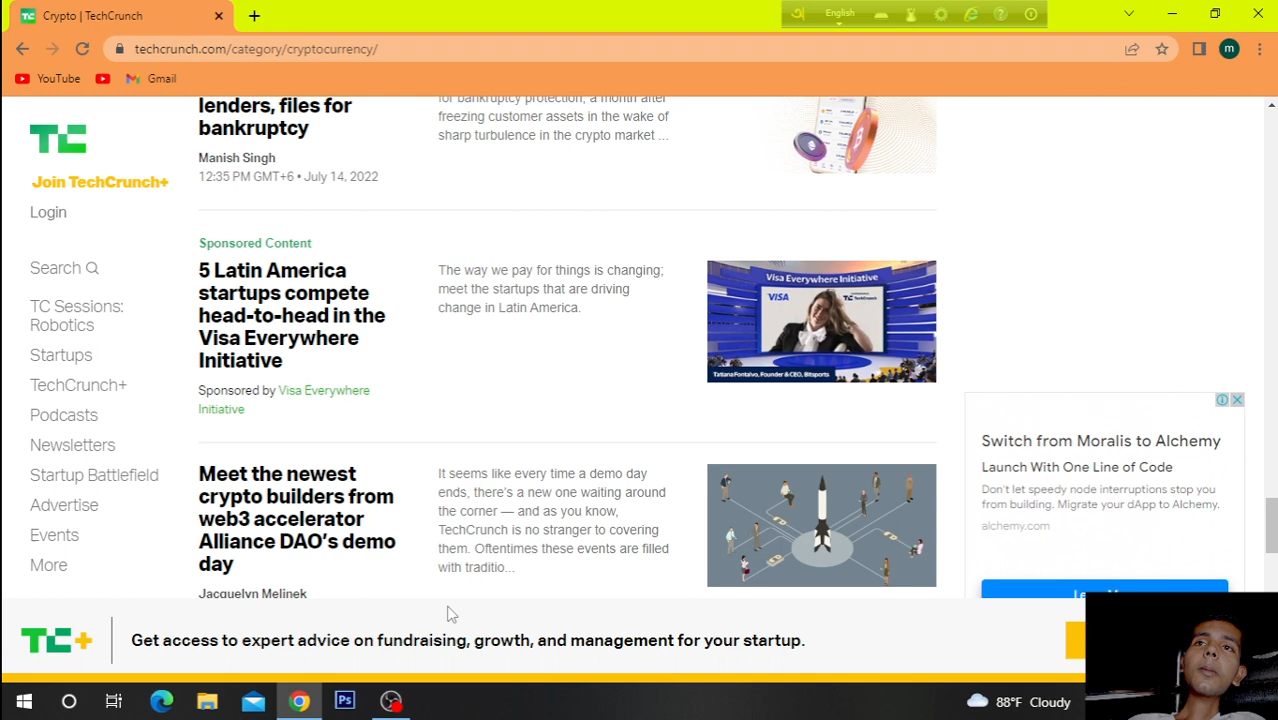 Crypto | TechCrunch
অ English
techcrunch.com/category/cryptocurrency/
m
YouTube
Gmail
TC
Join TechCrunch+
Login
Search
TC Sessions:
Robotics
Startups
TechCrunch+
Podcasts
Newsletters
Startup Battlefield
Advertise
Events
More
lenders, files for
bankruptcy
Manish Singh
12:35 PM GMT+6 • July 14, 2022
for bankruptcy protection, a month after
freezing customer assets in the wake of
sharp turbulence in the crypto market ...
Sponsored Content
5 Latin America
startups compete
head-to-head in the
Visa Everywhere
Initiative
Sponsored by Visa Everywhere
Initiative
The way we pay for things is changing;
meet the startups that are driving
change in Latin America.
Visa Everywhere Initiative
VISA
TechCrunch
Tatiana Fontalvo, Founder & CEO, Bitsports
Meet the newest
crypto builders from
web3 accelerator
Alliance DAO's demo
day
Jacquelyn Melinek
It seems like every time a demo day
ends, there's a new one waiting around
the corner — and as you know,
TechCrunch is no stranger to covering
them. Oftentimes these events are filled
with traditio...
Switch from Moralis to Alchemy
Launch With One Line of Code
Don't let speedy node interruptions stop you
from building. Migrate your dApp to Alchemy.
alchemy.com
TC+
Get access to expert advice on fundraising, growth, and management for your startup.
Ps
88°F Cloudy